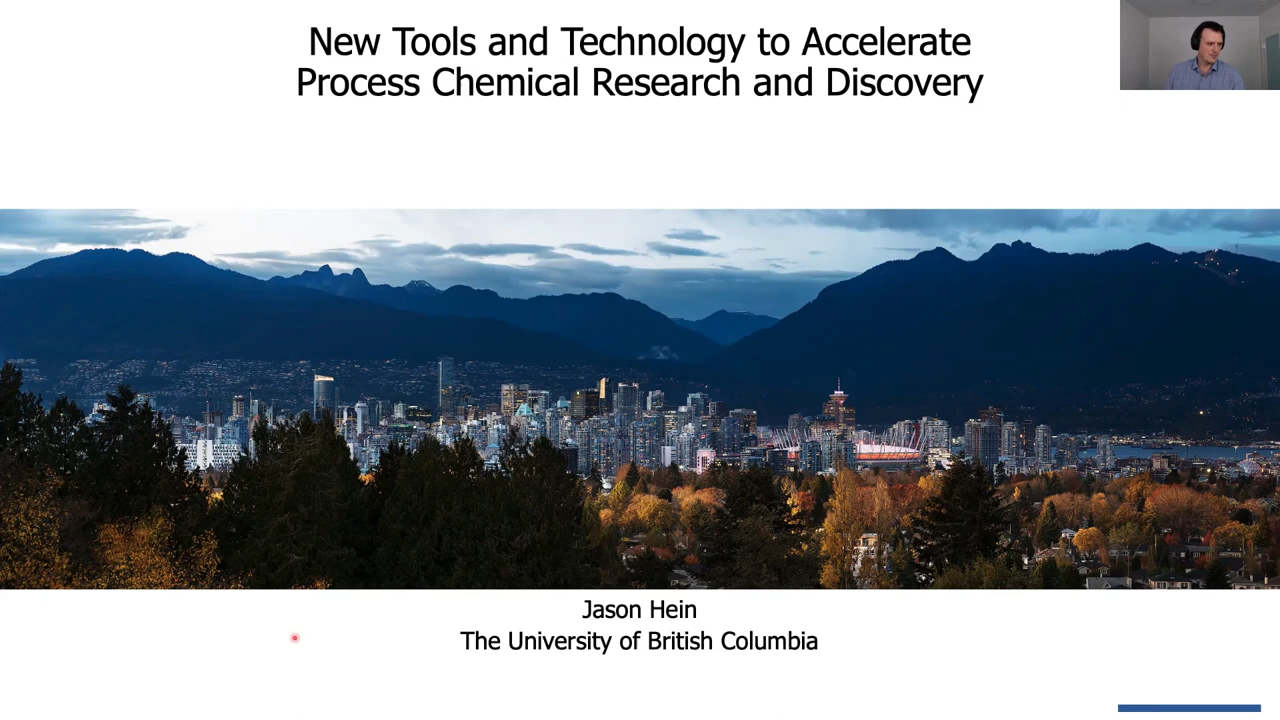 New Tools and Technology to Accelerate
Process Chemical Research and Discovery
Jason Hein
The University of British Columbia